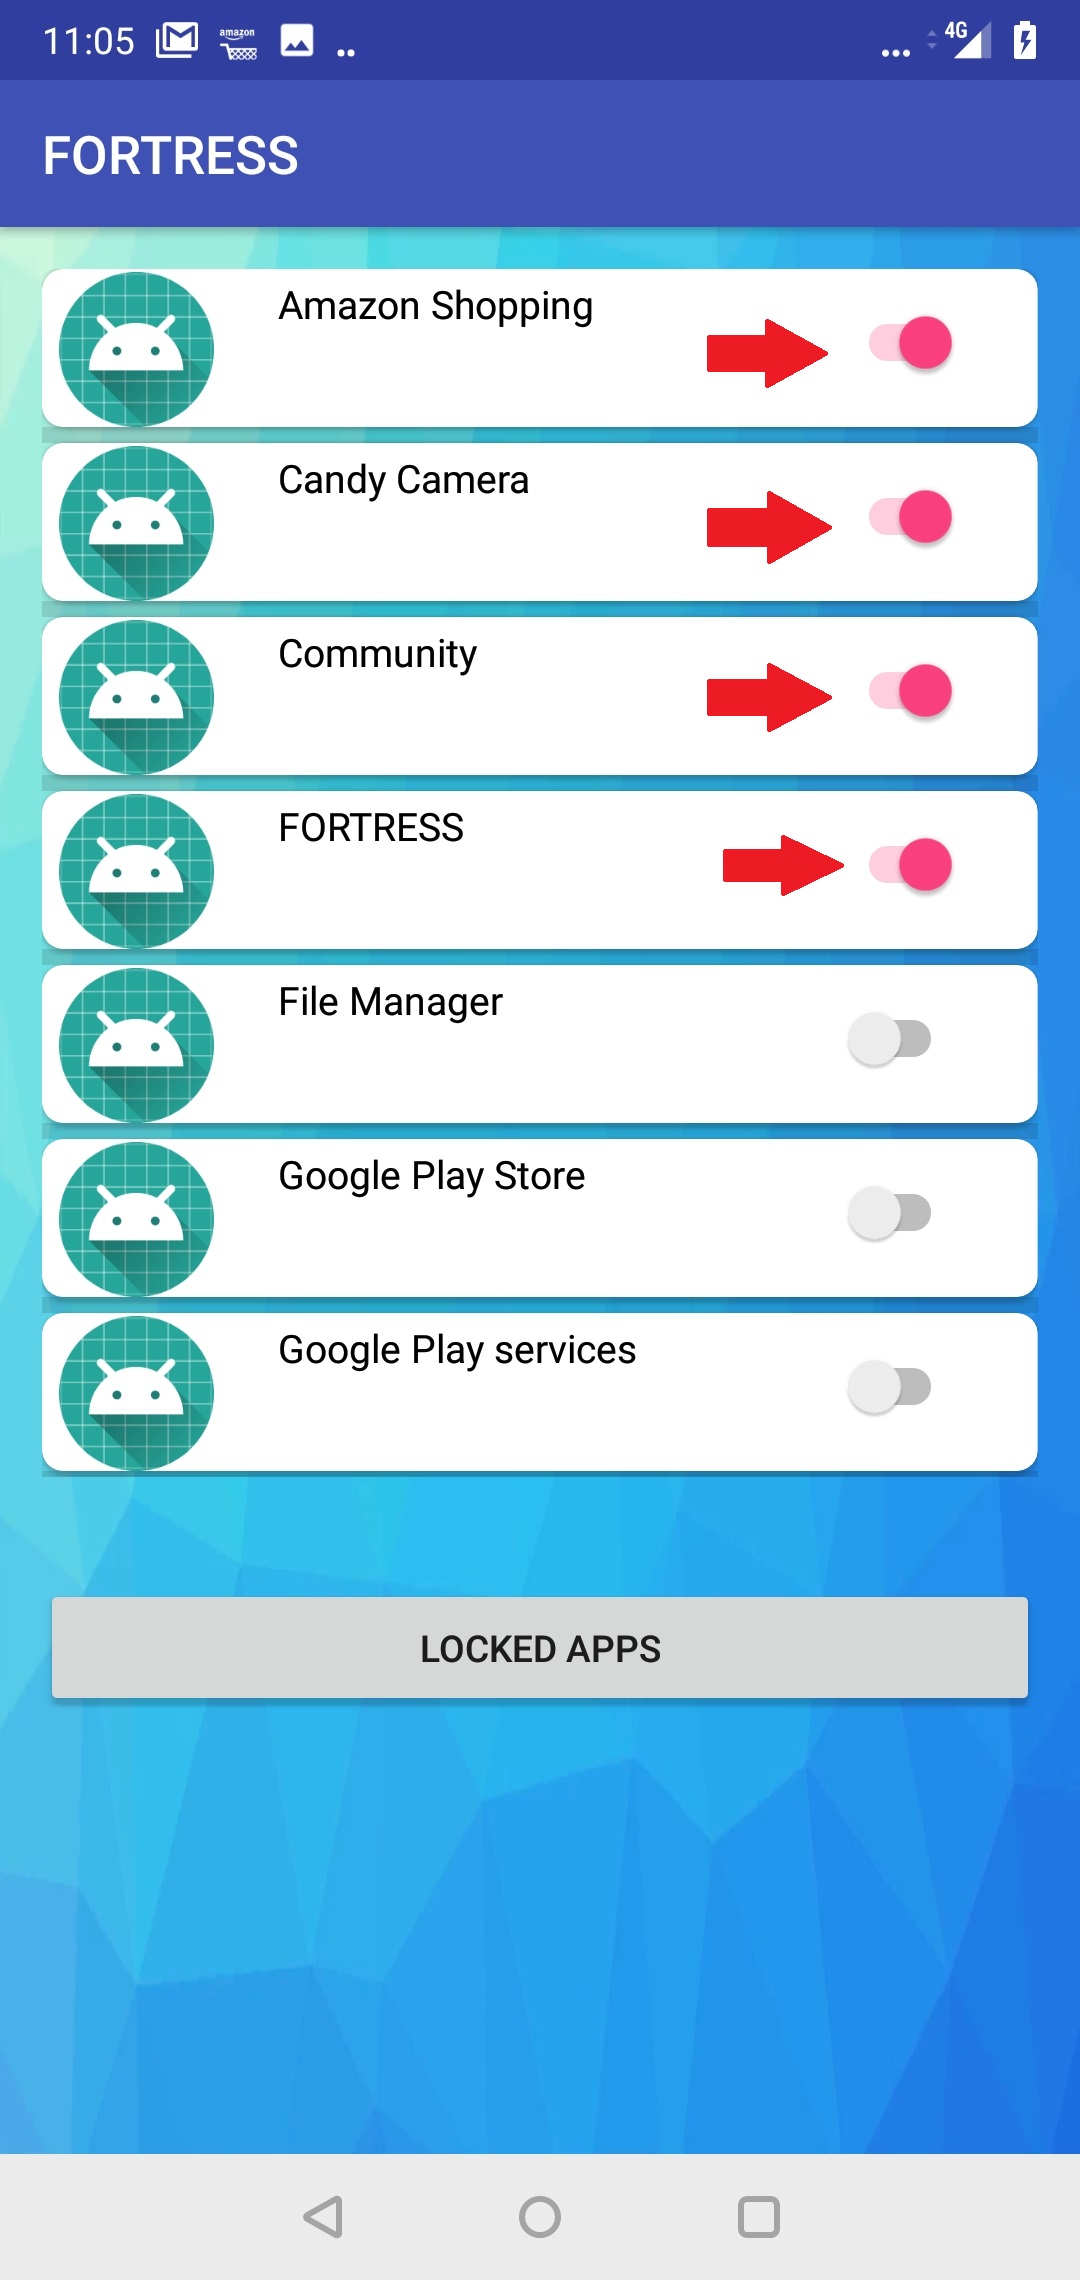 11:05 amazon 4G
FORTRESS
Amazon Shopping
Candy Camera
Community
FORTRESS
File Manager
Google Play Store
Google Play services
LOCKED APPS